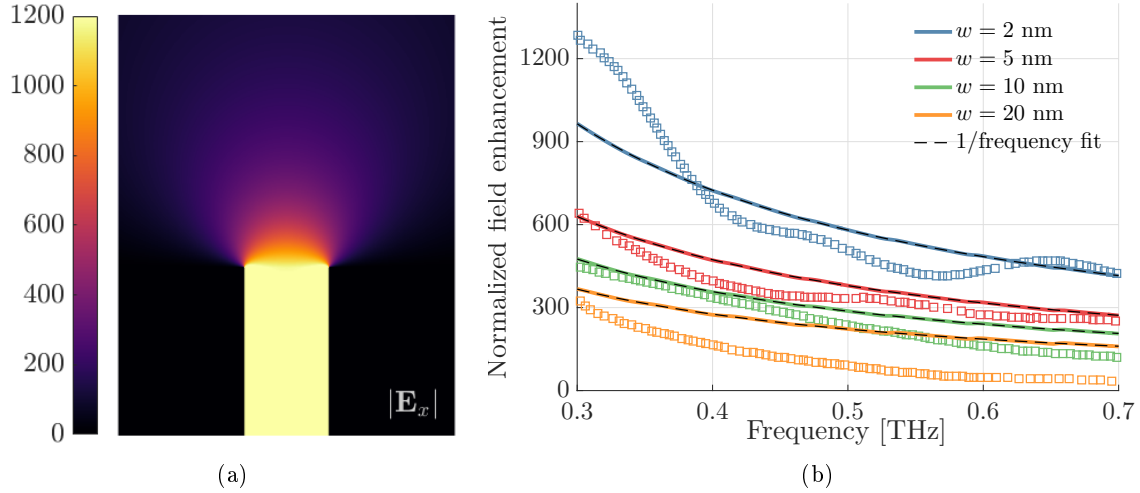 1200
1000
800
600
400
200
0
|E_x|
(a)
Normalized field enhancement
1200
900
600
300
0
w = 2 nm
w = 5 nm
w = 10 nm
w = 20 nm
1/frequency fit
0.3
0.4
0.5
0.6
0.7
Frequency [THz]
(b)